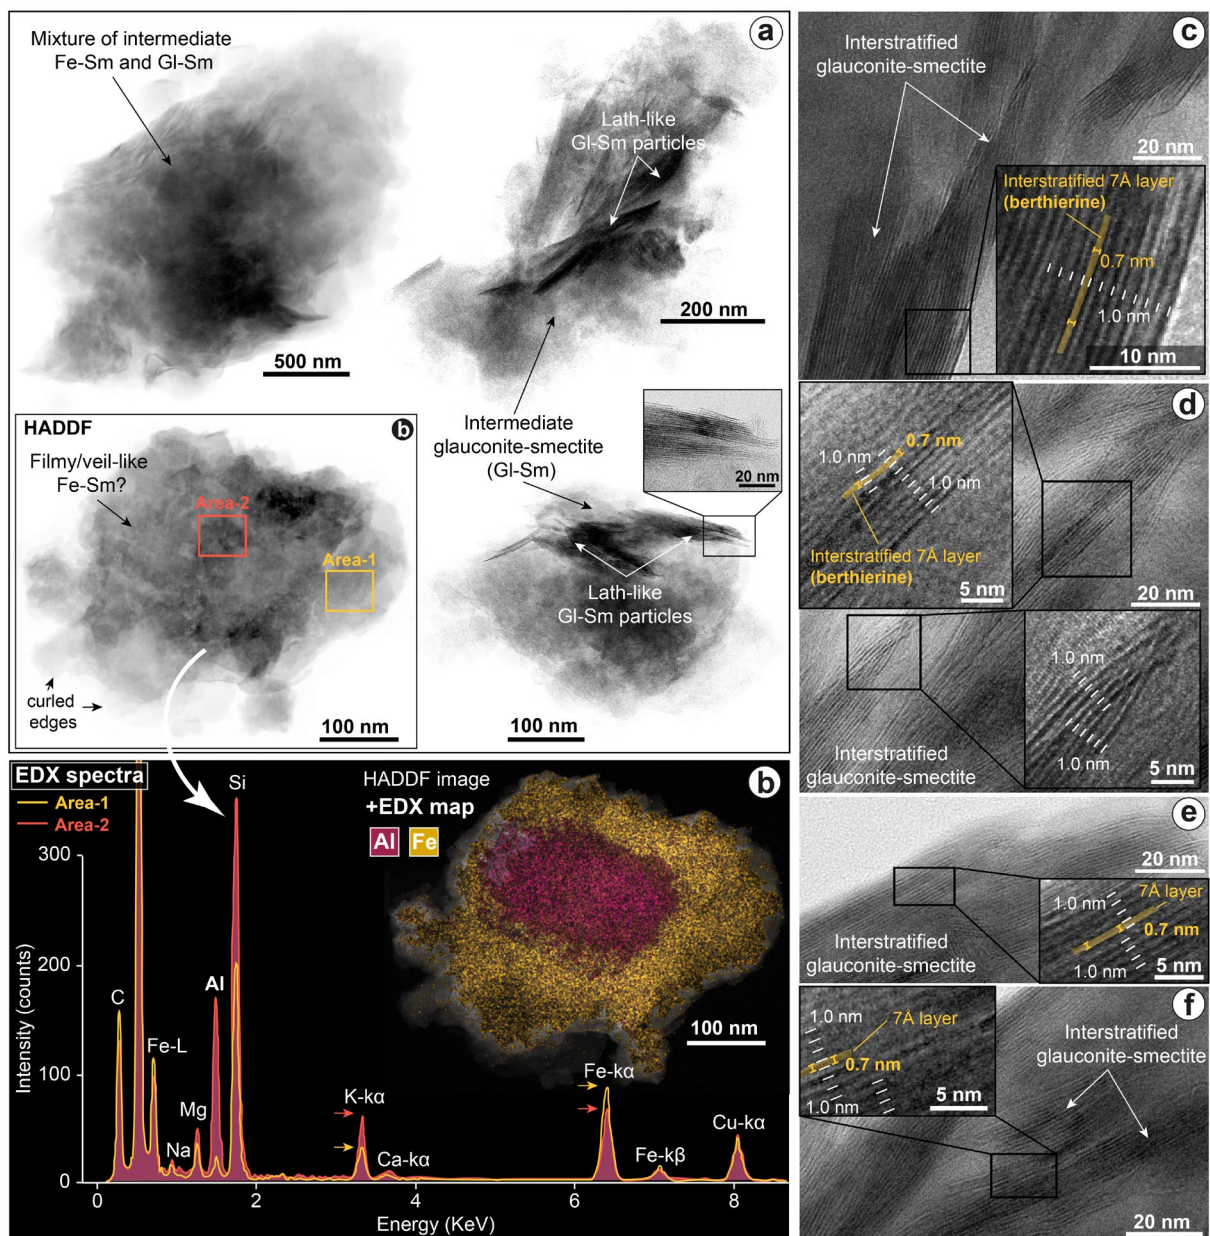 a
Mixture of intermediate
Fe-Sm and Gl-Sm
500 nm
Lath-like
Gl-Sm particles
200 nm
Intermediate
glauconite-smectite
(Gl-Sm)
20 nm
Lath-like
Gl-Sm particles
100 nm
HADDF
b
Filmy/veil-like
Fe-Sm?
Area-2
Area-1
curled
edges
100 nm
EDX spectra
Area-1
Area-2
HADDF image
+EDX map
b
Al
Fe
100 nm
Intensity (counts)
300
200
100
0
C
Fe-L
Na
Mg
Al
Si
K-kα
Ca-kα
Fe-kα
Fe-kβ
Cu-kα
0
2
4
6
8
Energy (KeV)
c
Interstratified
glauconite-smectite
20 nm
Interstratified 7Å layer
(berthierine)
0.7 nm
1.0 nm
10 nm
d
0.7 nm
1.0 nm
1.0 nm
Interstratified 7Å layer
(berthierine)
5 nm
20 nm
1.0 nm
1.0 nm
5 nm
Interstratified
glauconite-smectite
e
20 nm
7Å layer
1.0 nm
0.7 nm
1.0 nm
5 nm
Interstratified
glauconite-smectite
f
1.0 nm
7Å layer
0.7 nm
1.0 nm
5 nm
Interstratified
glauconite-smectite
20 nm